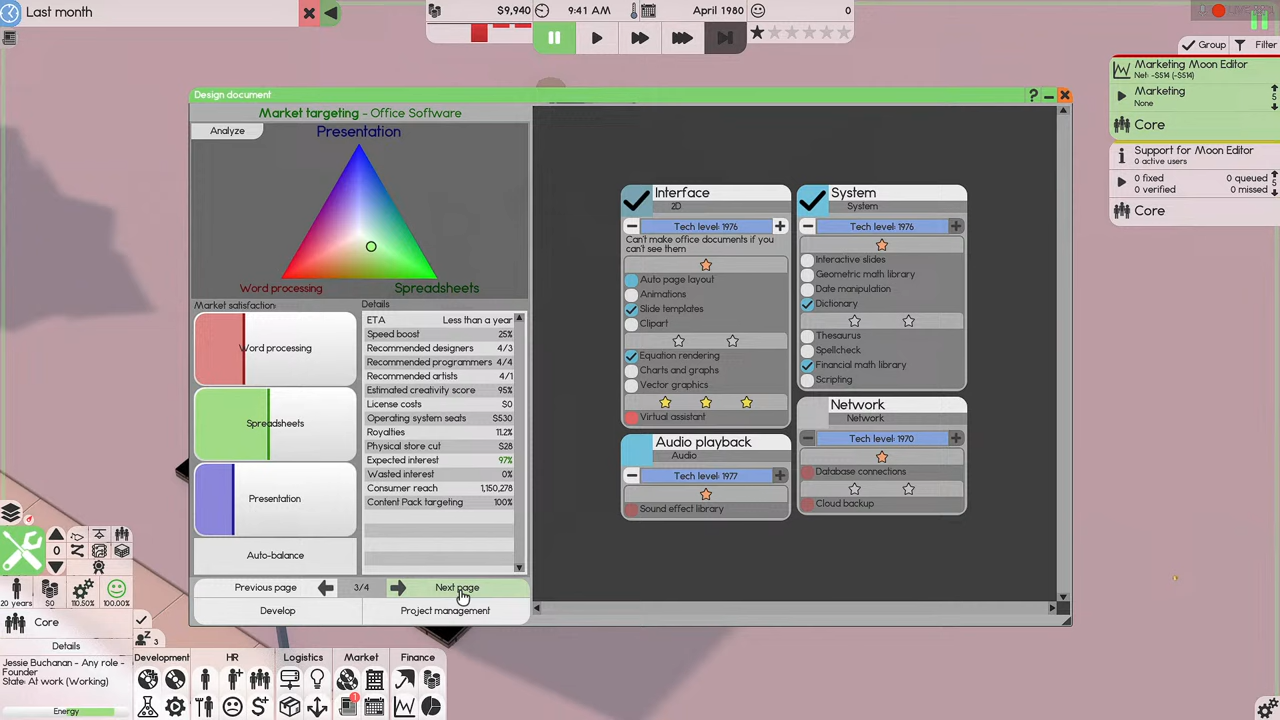 Last month
$9,940
9:41 AM
April 1980
0
Group
Filter
Marketing Moon Editor
Net: -$514 (-$514)
Marketing
None
5
Core
Support for Moon Editor
0 active users
0 fixed
0 queued
0 verified
0 missed
5
Core
Design document
?
Market targeting - Office Software
Analyze
Presentation
Word processing
Spreadsheets
Market satisfaction:
Word processing
Spreadsheets
Presentation
Auto-balance
Details
ETA Less than a year
Speed boost 25%
Recommended designers 4/3
Recommended programmers 4/4
Recommended artists 4/1
Estimated creativity score 95%
License costs $0
Operating system seats $530
Royalties 11.2%
Physical store cut $28
Expected interest 97%
Wasted interest 0%
Consumer reach 1,150,278
Content Pack targeting 100%
Previous page
3/4
Next page
Develop
Project management
Interface
2D
Tech level: 1976
Can't make office documents if you
can't see them
Auto page layout
Animations
Slide templates
Clipart
Equation rendering
Charts and graphs
Vector graphics
Virtual assistant
Audio playback
Audio
Tech level: 1977
Sound effect library
System
System
Tech level: 1976
Interactive slides
Geometric math library
Date manipulation
Dictionary
Thesaurus
Spellcheck
Financial math library
Scripting
Network
Network
Tech level: 1970
Database connections
Cloud backup
0
20 years
$0
110.50%
100.00%
Core
Details
Z 3
Jessie Buchanan - Any role -
Founder
State: At work (Working)
Energy
Development
HR
Logistics
Market
Finance
1